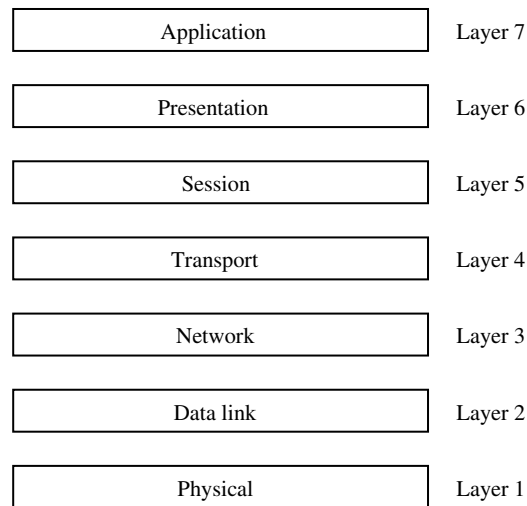 Application Layer 7
Presentation Layer 6
Session Layer 5
Transport Layer 4
Network Layer 3
Data link Layer 2
Physical Layer 1